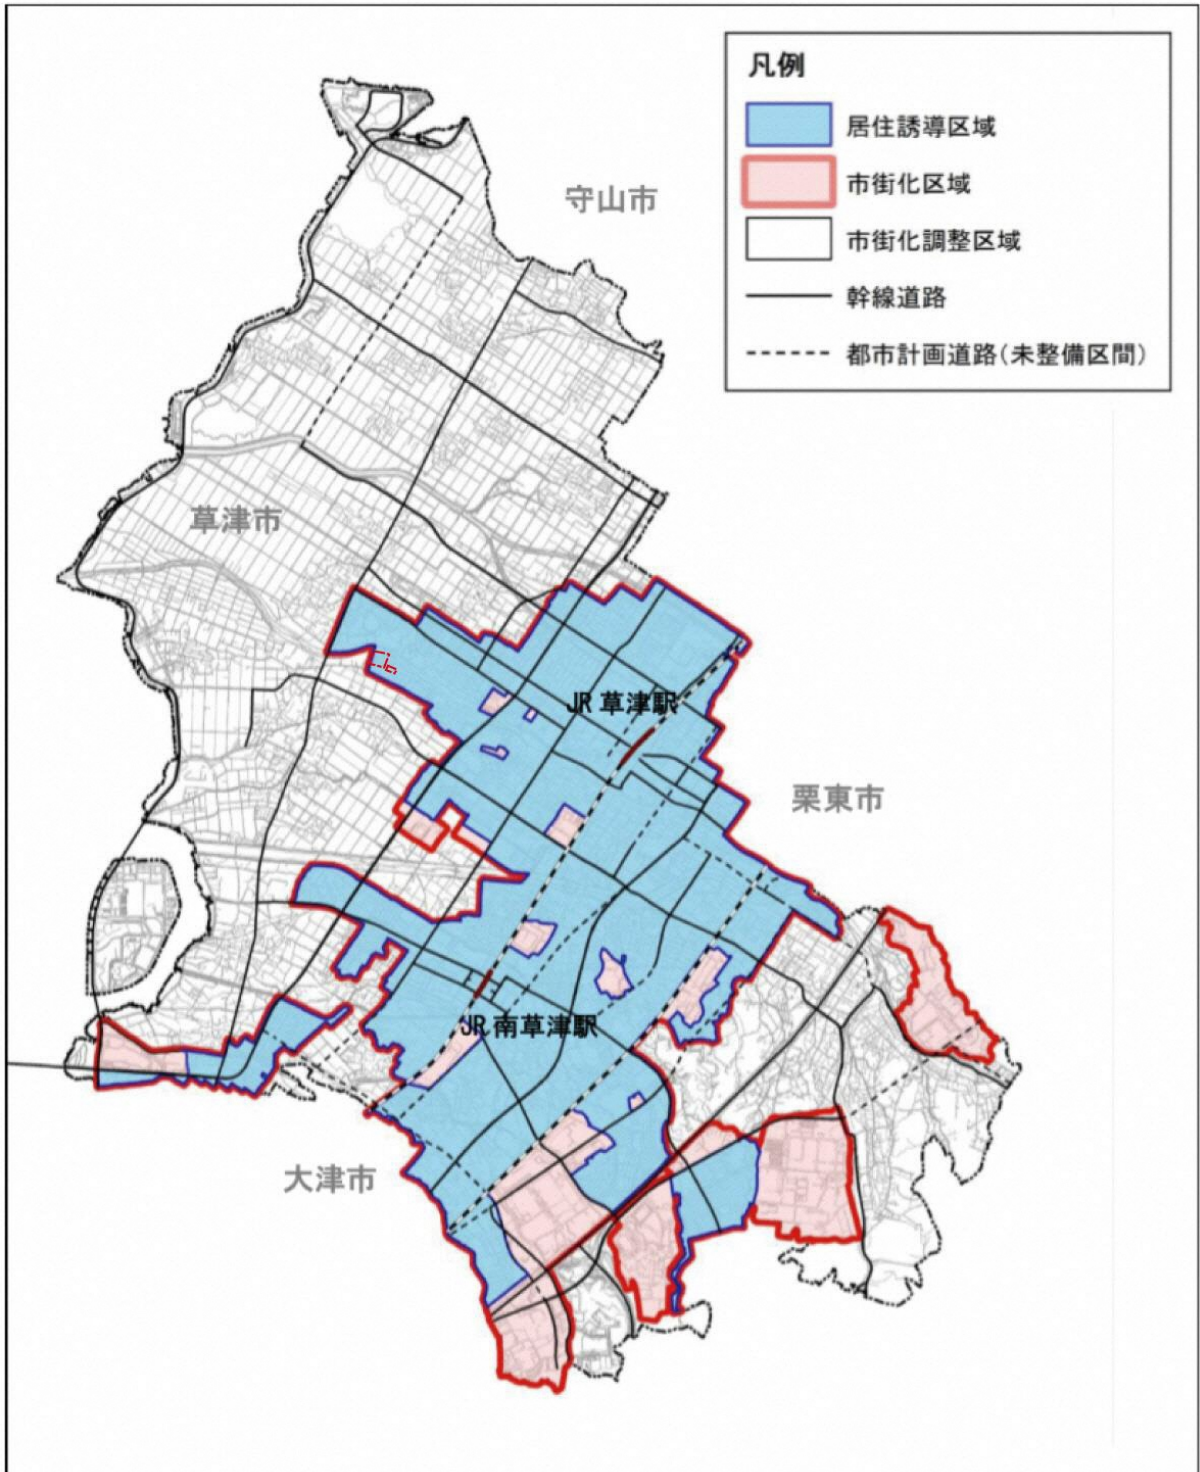 凡例
居住誘導区域
市街化区域
市街化調整区域
幹線道路
都市計画道路(未整備区間)
守山市
草津市
JR 草津駅
栗東市
JR 南草津駅
大津市